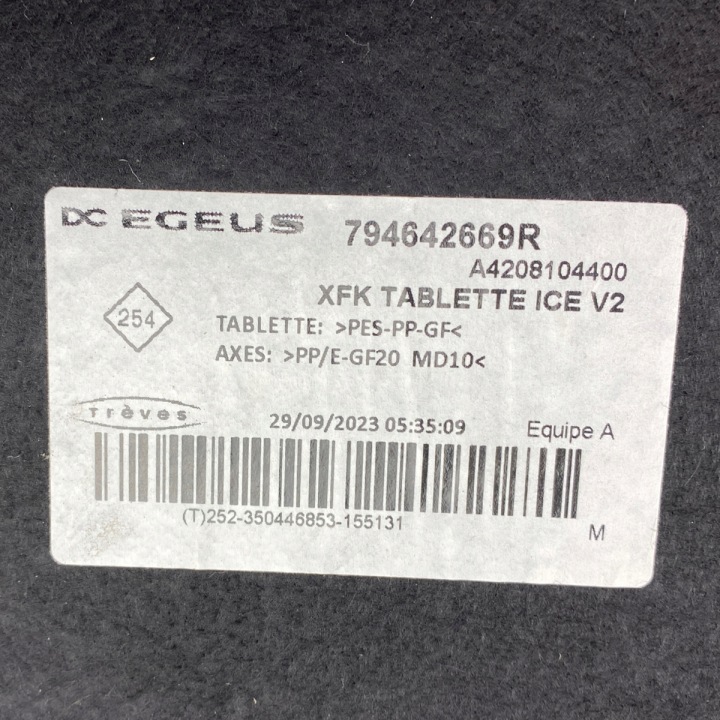 DC EGEUS 794642669R
A4208104400
XFK TABLETTE ICE V2
254
TABLETTE: >PES-PP-GF<
AXES: >PP/E-GF20 MD10<
Trèves
29/09/2023 05:35:09 Equipe A
(T)252-350446853-155131
M